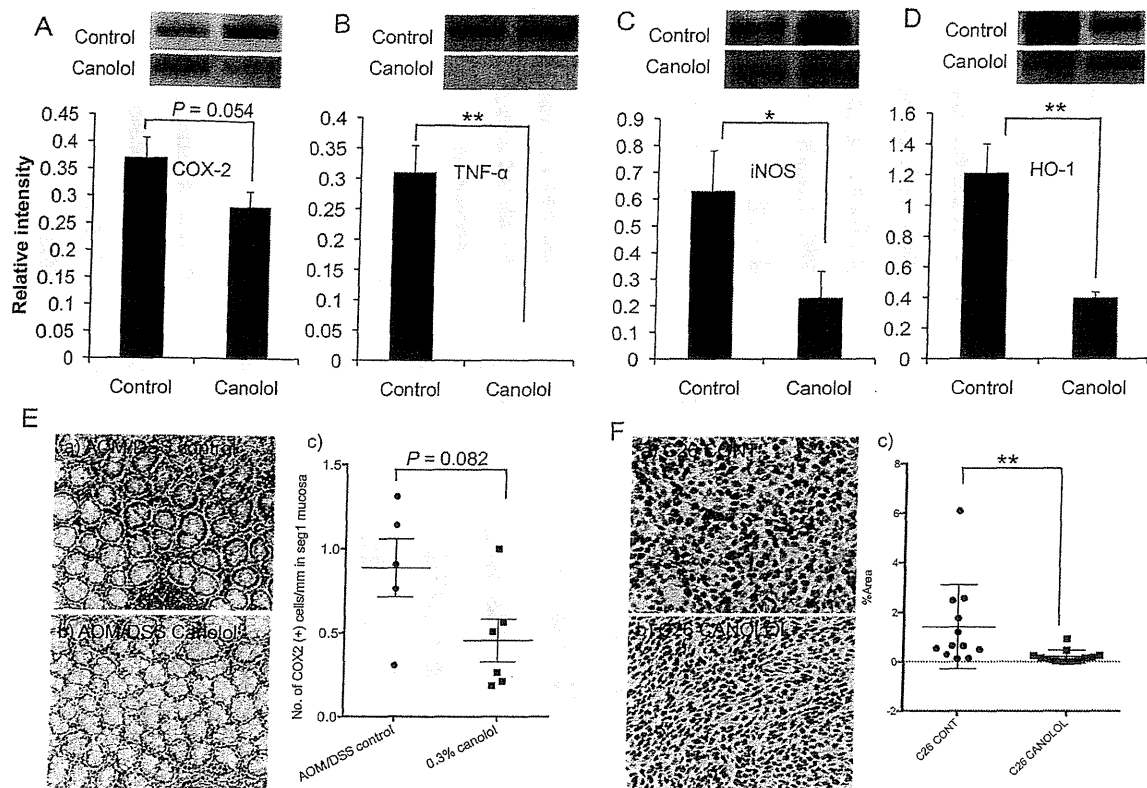 A
Control
Canolol
Relative intensity
0.45
0.4
0.35
0.3
0.25
0.2
0.15
0.1
0.05
0
P = 0.054
COX-2
Control
Canolol
B
Control
Canolol
0.4
0.35
0.3
0.25
0.2
0.15
0.1
0.05
0
**
TNF-α
Control
Canolol
C
Control
Canolol
0.9
0.8
0.7
0.6
0.5
0.4
0.3
0.2
0.1
0
*
iNOS
Control
Canolol
D
Control
Canolol
1.6
1.4
1.2
1
0.8
0.6
0.4
0.2
0
**
HO-1
Control
Canolol
E
a) AOM/DSS control
b) AOM/DSS Canolol
c)
No. of COX2 (+) cells/mm in seg1 mucosa
1.5
1.0
0.5
0.0
P = 0.082
AOM/DSS control
0.3% canolol
F
a) C26 CONT
b) C26 CANOLOL
c)
%Area
8
6
4
2
0
-2
**
C26 CONT
C26 CANOLOL